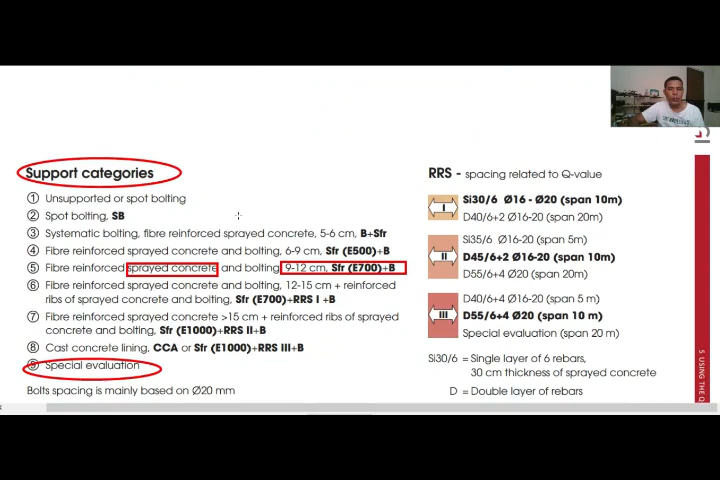 Support categories
① Unsupported or spot bolting
② Spot bolting, SB
③ Systematic bolting, fibre reinforced sprayed concrete, 5-6 cm, B+Sfr
④ Fibre reinforced sprayed concrete and bolting, 6-9 cm, Sfr (E500)+B
⑤ Fibre reinforced sprayed concrete and bolting 9-12 cm, Sfr (E700)+B
⑥ Fibre reinforced sprayed concrete and bolting, 12-15 cm + reinforced
ribs of sprayed concrete and bolting, Sfr (E700)+RRS I +B
⑦ Fibre reinforced sprayed concrete >15 cm + reinforced ribs of sprayed
concrete and bolting, Sfr (E1000)+RRS II+B
⑧ Cast concrete lining, CCA or Sfr (E1000)+RRS III+B
⑨ Special evaluation
Bolts spacing is mainly based on Ø20 mm
RRS - spacing related to Q-value
I
Si30/6 Ø16 - Ø20 (span 10m)
D40/6+2 Ø16-20 (span 20m)
II
Si35/6 Ø16-20 (span 5m)
D45/6+2 Ø16-20 (span 10m)
D55/6+4 Ø20 (span 20m)
III
D40/6+4 Ø16-20 (span 5 m)
D55/6+4 Ø20 (span 10 m)
Special evaluation (span 20 m)
Si30/6 = Single layer of 6 rebars,
30 cm thickness of sprayed concrete
D = Double layer of rebars
5 USING THE Q